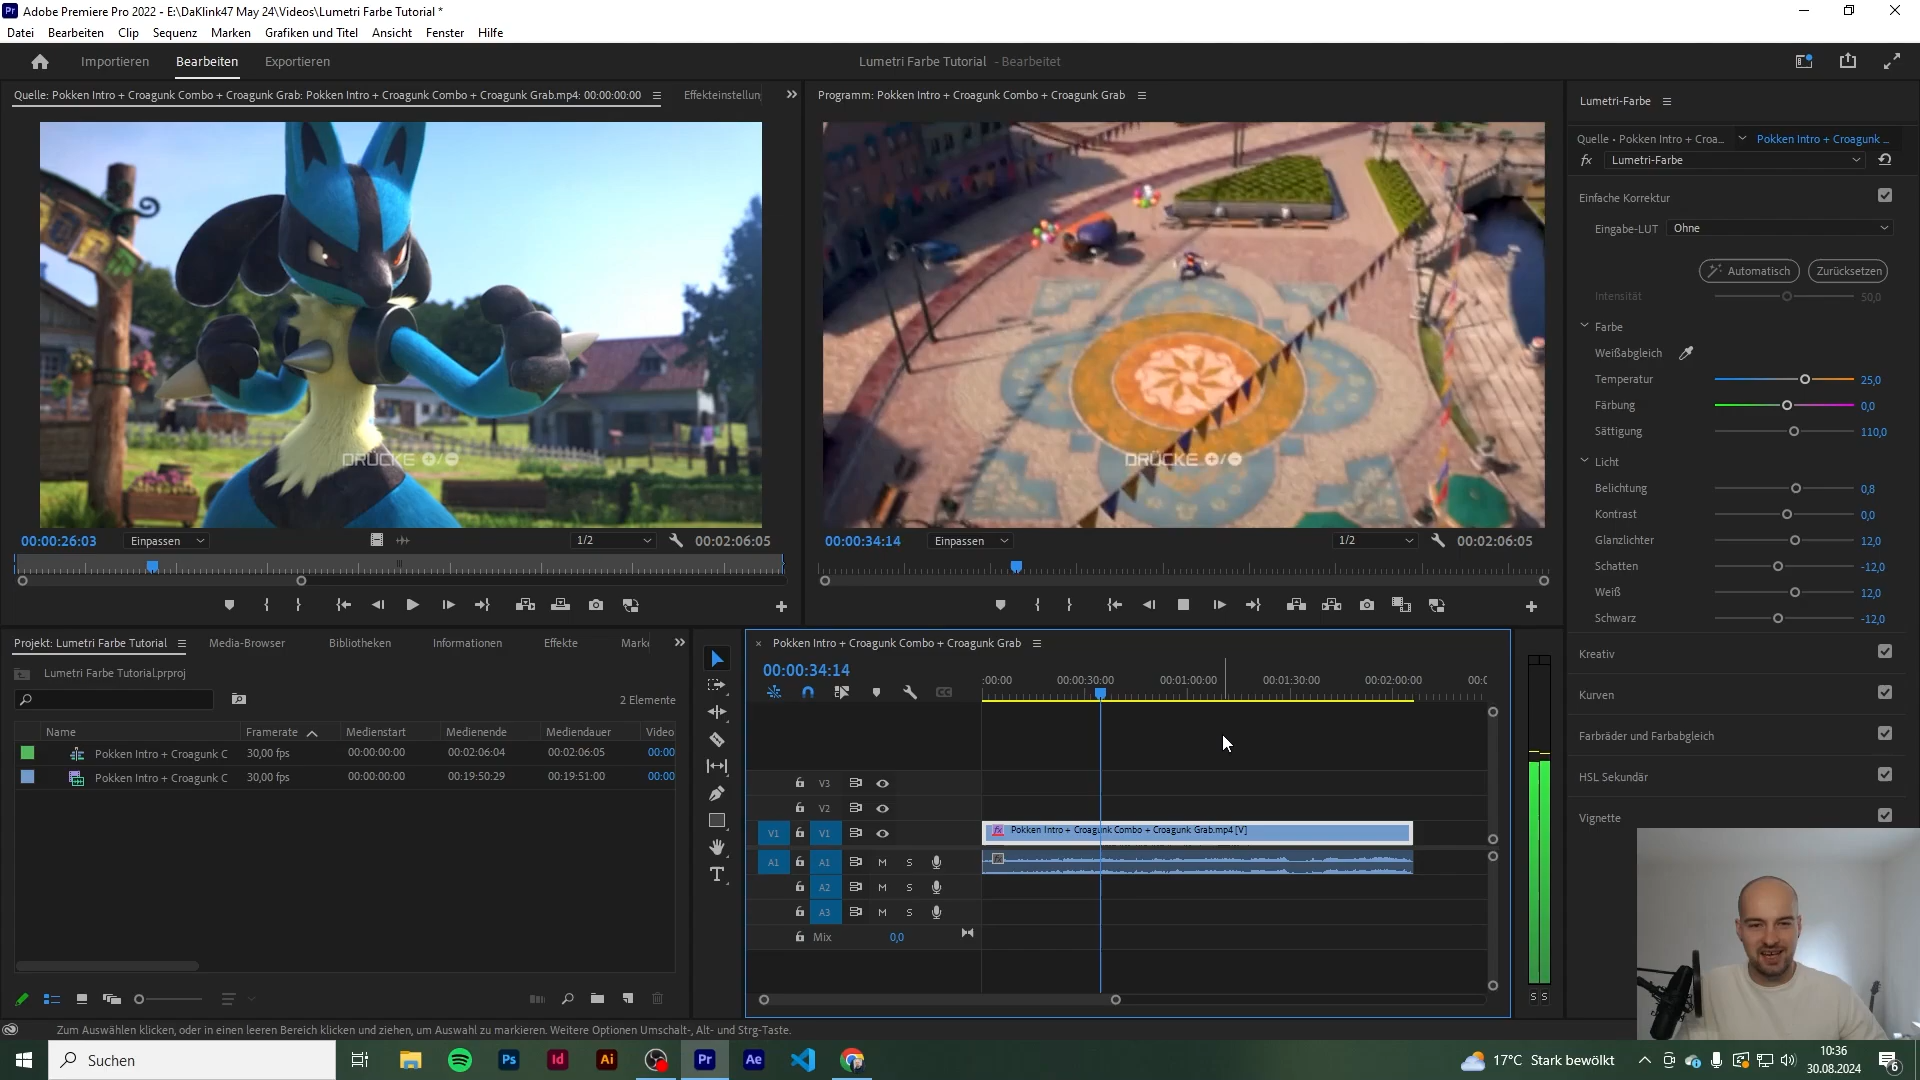 Adobe Premiere Pro 2022 - E:\DaKlink47 May 24\Videos\Lumetri Farbe Tutorial *
Datei Bearbeiten Clip Sequenz Marken Grafiken und Titel Ansicht Fenster Hilfe
Importieren Bearbeiten Exportieren
Lumetri Farbe Tutorial - Bearbeitet
Quelle: Pokken Intro + Croagunk Combo + Croagunk Grab: Pokken Intro + Croagunk Combo + Croagunk Grab.mp4: 00:00:00:00
Effekteinstellun
DRÜCKE +/-
00:00:26:03 Einpassen 1/2 00:02:06:05
Programm: Pokken Intro + Croagunk Combo + Croagunk Grab
DRÜCKE +/-
00:00:34:14 Einpassen 1/2 00:02:06:05
Lumetri-Farbe
Quelle • Pokken Intro + Croa... Pokken Intro + Croagunk ...
fx Lumetri-Farbe
Einfache Korrektur
Eingabe-LUT Ohne
Automatisch Zurücksetzen
Intensität 50,0
Farbe
Weißabgleich
Temperatur 25,0
Färbung 0,0
Sättigung 110,0
Licht
Belichtung 0,8
Kontrast 0,0
Glanzlichter 12,0
Schatten -12,0
Weiß 12,0
Schwarz -12,0
Kreativ
Kurven
Farbräder und Farbabgleich
HSL Sekundär
Vignette
Projekt: Lumetri Farbe Tutorial Media-Browser Bibliotheken Informationen Effekte Mark
Lumetri Farbe Tutorial.prproj
2 Elemente
Name Framerate Medienstart Medienende Mediendauer Video
Pokken Intro + Croagunk C 30,00 fps 00:00:00:00 00:02:06:04 00:02:06:05 00:00
Pokken Intro + Croagunk C 30,00 fps 00:00:00:00 00:19:50:29 00:19:51:00 00:00
Pokken Intro + Croagunk Combo + Croagunk Grab
00:00:34:14
:00:00 00:00:30:00 00:01:00:00 00:01:30:00 00:02:00:00 00:0
V3
V2
V1 V1 fx Pokken Intro + Croagunk Combo + Croagunk Grab.mp4 [V]
A1 A1 M S
A2 M S
A3 M S
Mix 0,0
S S
Zum Auswählen klicken, oder in einen leeren Bereich klicken und ziehen, um Auswahl zu markieren. Weitere Optionen Umschalt-, Alt- und Strg-Taste.
Suchen
Ps Id Ai Pr Ae
17°C Stark bewölkt
10:36
30.08.2024
6